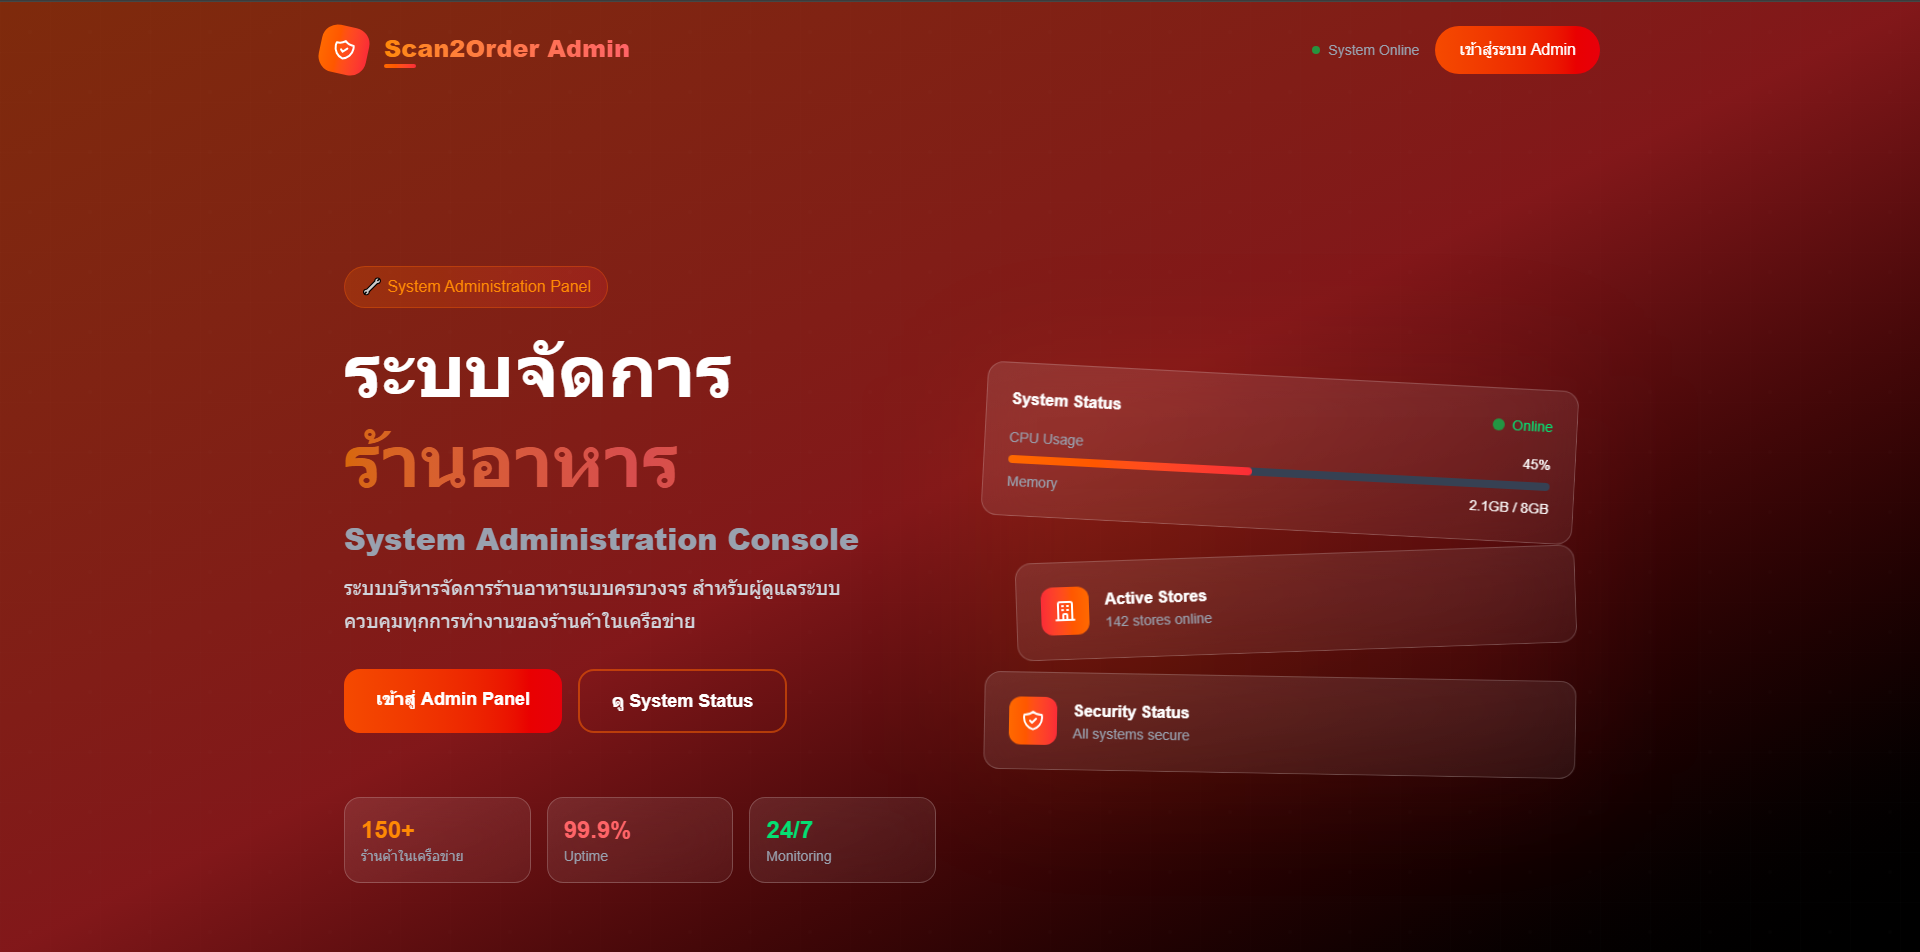 Scan2Order Admin
System Online
เข้าสู่ระบบ Admin
System Administration Panel
ระบบจัดการ
ร้านอาหาร
System Administration Console
ระบบบริหารจัดการร้านอาหารแบบครบวงจร สำหรับผู้ดูแลระบบ
ควบคุมทุกการทำงานของร้านค้าในเครือข่าย
เข้าสู่ Admin Panel
ดู System Status
150+
ร้านค้าในเครือข่าย
99.9%
Uptime
24/7
Monitoring
System Status
Online
CPU Usage
45%
Memory
2.1GB / 8GB
Active Stores
142 stores online
Security Status
All systems secure